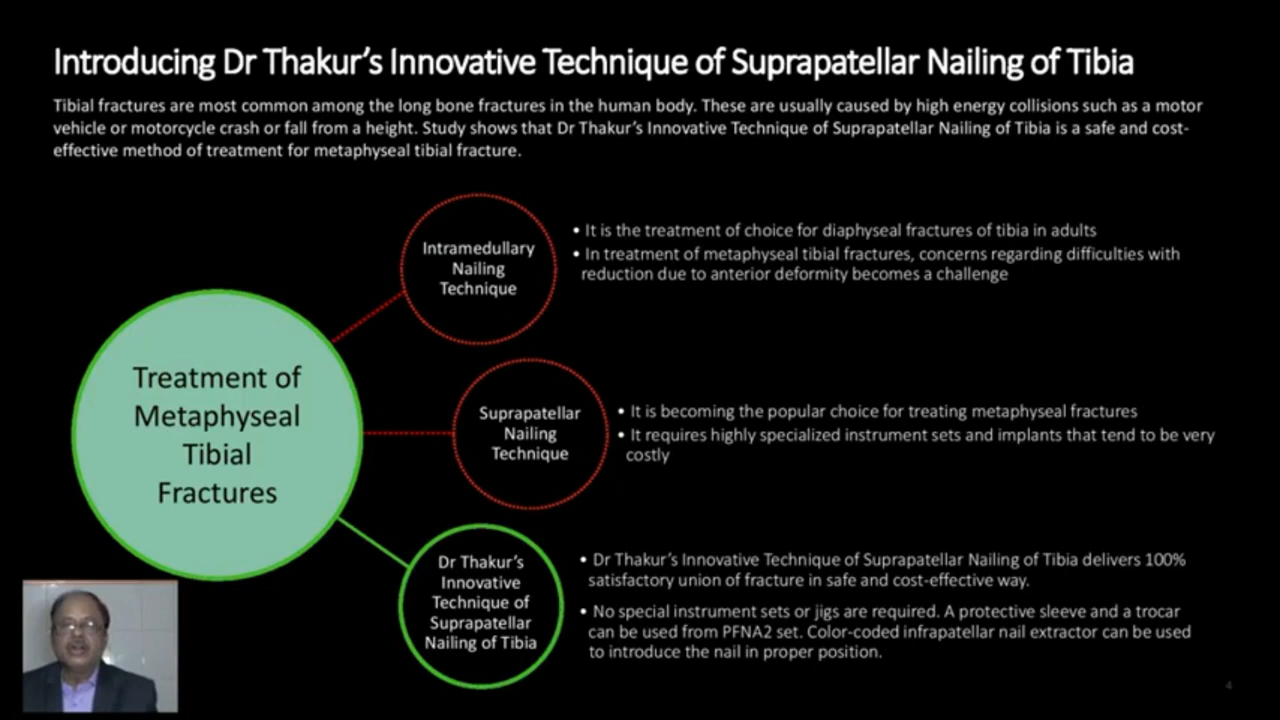 Introducing Dr Thakur's Innovative Technique of Suprapatellar Nailing of Tibia
Tibial fractures are most common among the long bone fractures in the human body. These are usually caused by high energy collisions such as a motor
vehicle or motorcycle crash or fall from a height. Study shows that Dr Thakur's Innovative Technique of Suprapatellar Nailing of Tibia is a safe and cost-
effective method of treatment for metaphyseal tibial fracture.
Treatment of
Metaphyseal
Tibial
Fractures
Intramedullary
Nailing
Technique
• It is the treatment of choice for diaphyseal fractures of tibia in adults
• In treatment of metaphyseal tibial fractures, concerns regarding difficulties with
reduction due to anterior deformity becomes a challenge
Suprapatellar
Nailing
Technique
• It is becoming the popular choice for treating metaphyseal fractures
• It requires highly specialized instrument sets and implants that tend to be very
costly
Dr Thakur's
Innovative
Technique of
Suprapatellar
Nailing of Tibia
• Dr Thakur's Innovative Technique of Suprapatellar Nailing of Tibia delivers 100%
satisfactory union of fracture in safe and cost-effective way.
• No special instrument sets or jigs are required. A protective sleeve and a trocar
can be used from PFNA2 set. Color-coded infrapatellar nail extractor can be used
to introduce the nail in proper position.
4